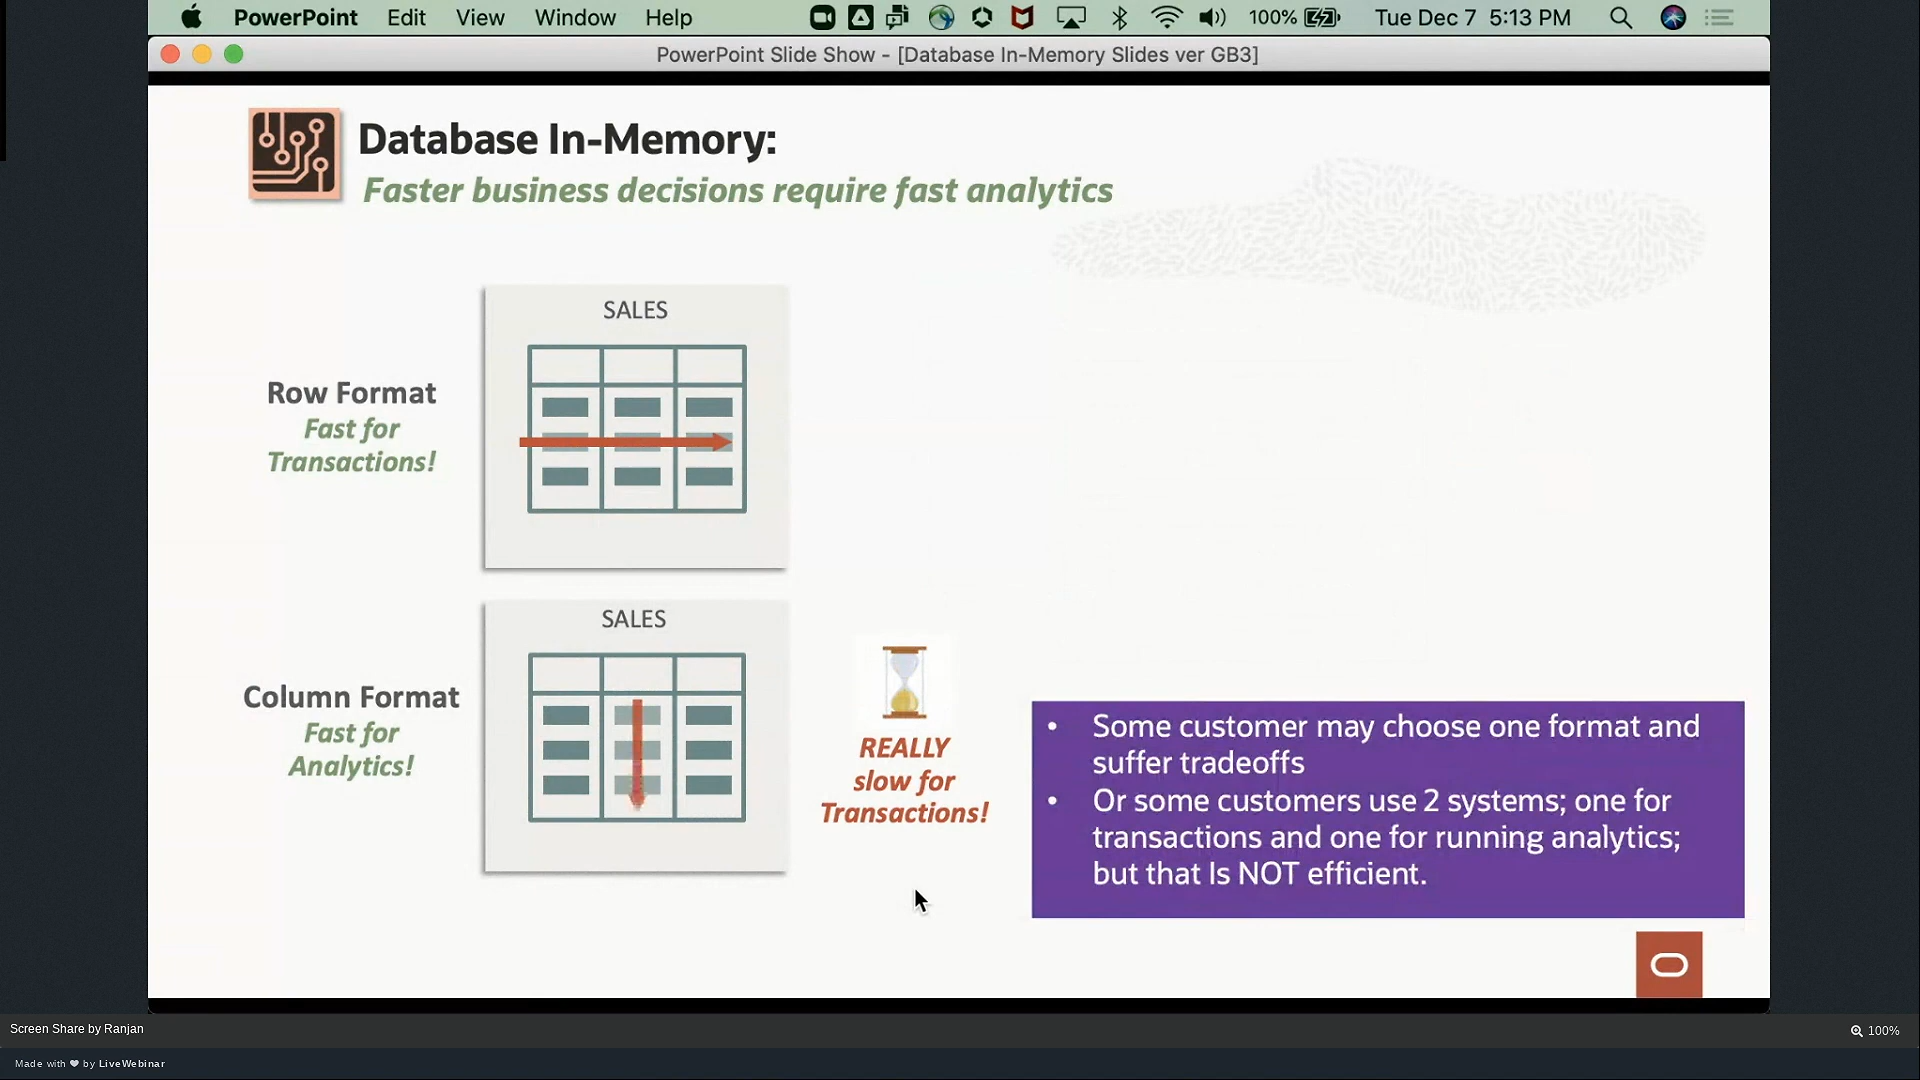 PowerPoint Edit View Window Help 100% Tue Dec 7 5:13 PM
PowerPoint Slide Show - [Database In-Memory Slides ver GB3]
Database In-Memory:
Faster business decisions require fast analytics
SALES
Row Format
Fast for
Transactions!
SALES
Column Format
Fast for
Analytics!
REALLY
slow for
Transactions!
• Some customer may choose one format and
suffer tradeoffs
• Or some customers use 2 systems; one for
transactions and one for running analytics;
but that Is NOT efficient.
Screen Share by Ranjan
100%
Made with ❤ by LiveWebinar